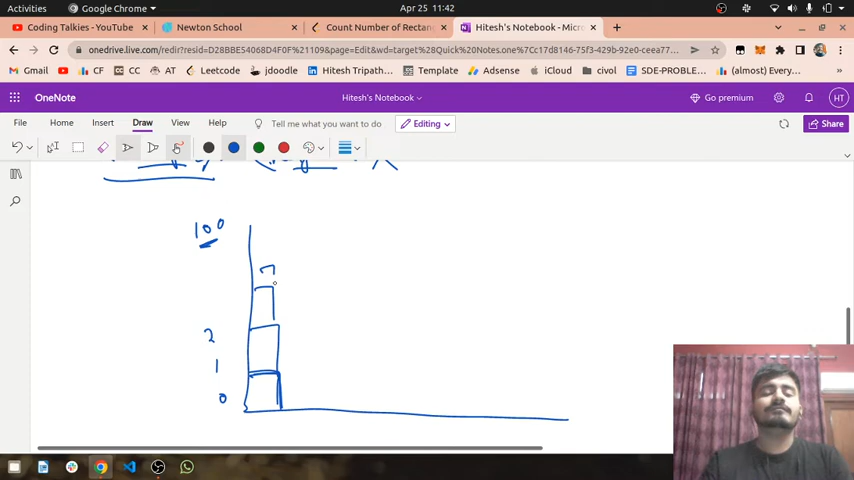 Activities
Google Chrome
Apr 25 11:42
Coding Talkies - YouTube
Newton School
Count Number of Rectan
Hitesh's Notebook - Micro
onedrive.live.com/redir?resid=D28BBE54068D4F0F%21109&page=Edit&wd=target%28Quick%20Notes.one%7Cc17d8146-75f3-429b-92e0-ceea77...
Gmail
CF
CC
AT
Leetcode
jdoodle
Hitesh Tripath...
Template
Adsense
iCloud
civol
SDE-PROBLE...
(almost) Every...
OneNote
Hitesh's Notebook
Go premium
HT
File
Home
Insert
Draw
View
Help
Tell me what you want to do
Editing
Share
100
2
1
0